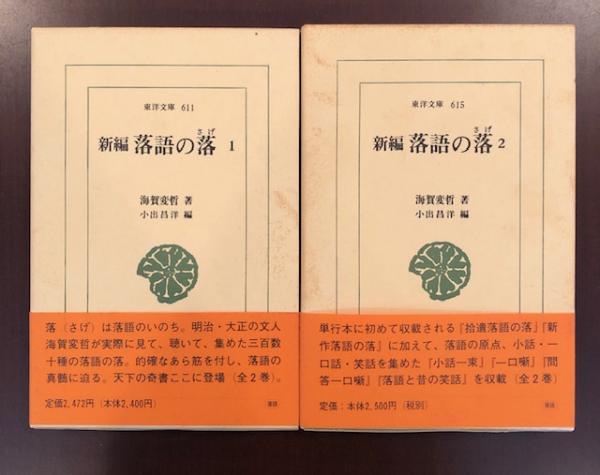 東洋文庫 611
さげ
新編 落語の落 1
海賀変哲 著
小出昌洋 編
落（さげ）は落語のいのち。明治・大正の文人
海賀変哲が実際に見て、聴いて、集めた三百数
十種の落語の落。的確なあら筋を付し、落語の
真髄に迫る。天下の奇書ここに登場（全2巻）。
定価2,472円（本体2,400円）
東洋文庫 615
さげ
新編 落語の落 2
海賀変哲 著
小出昌洋 編
単行本に初めて収載される『拾遺落語の落』『新
作落語の落』に加えて、落語の原点、小話・一
口話・笑話を集めた『小話一束』『一口噺』『問
答一口噺』『落語と昔の笑話』を収載（全2巻）
定価：本体2,500円（税別）